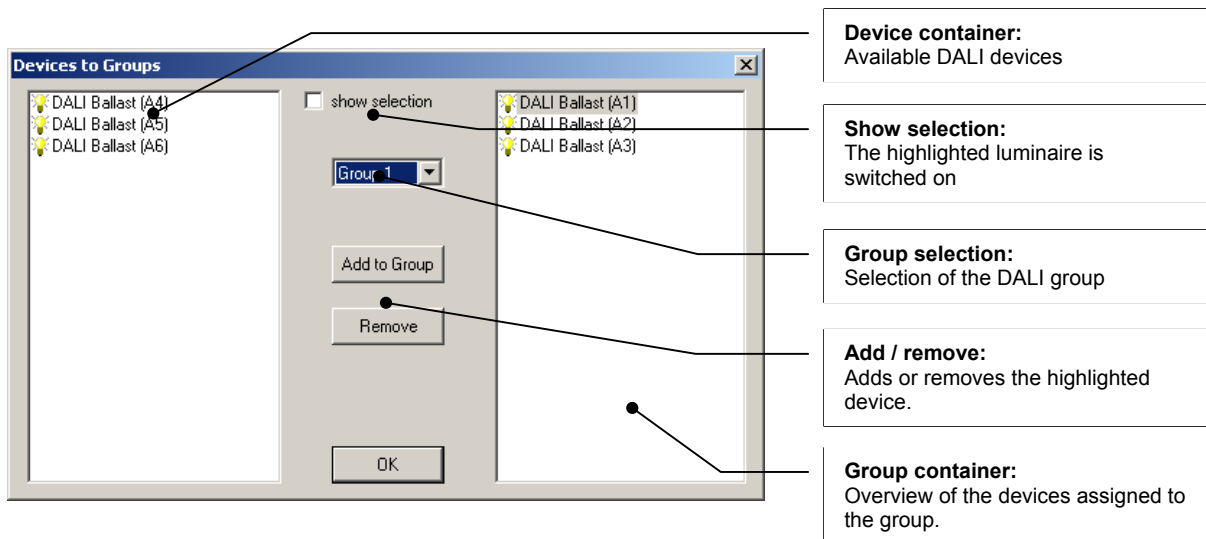 Devices to Groups
DALI Ballast (A4)
DALI Ballast (A5)
DALI Ballast (A6)
show selection
Group 1
Add to Group
Remove
OK
DALI Ballast (A1)
DALI Ballast (A2)
DALI Ballast (A3)
Device container:
Available DALI devices
Show selection:
The highlighted luminaire is
switched on
Group selection:
Selection of the DALI group
Add / remove:
Adds or removes the highlighted
device.
Group container:
Overview of the devices assigned to
the group.